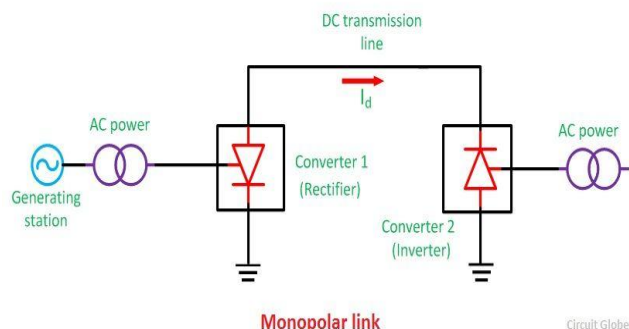 DC transmission
line
I_d
AC power
AC power
Converter 1
(Rectifier)
Generating
station
Converter 2
(Inverter)
Monopolar link
Circuit Globe